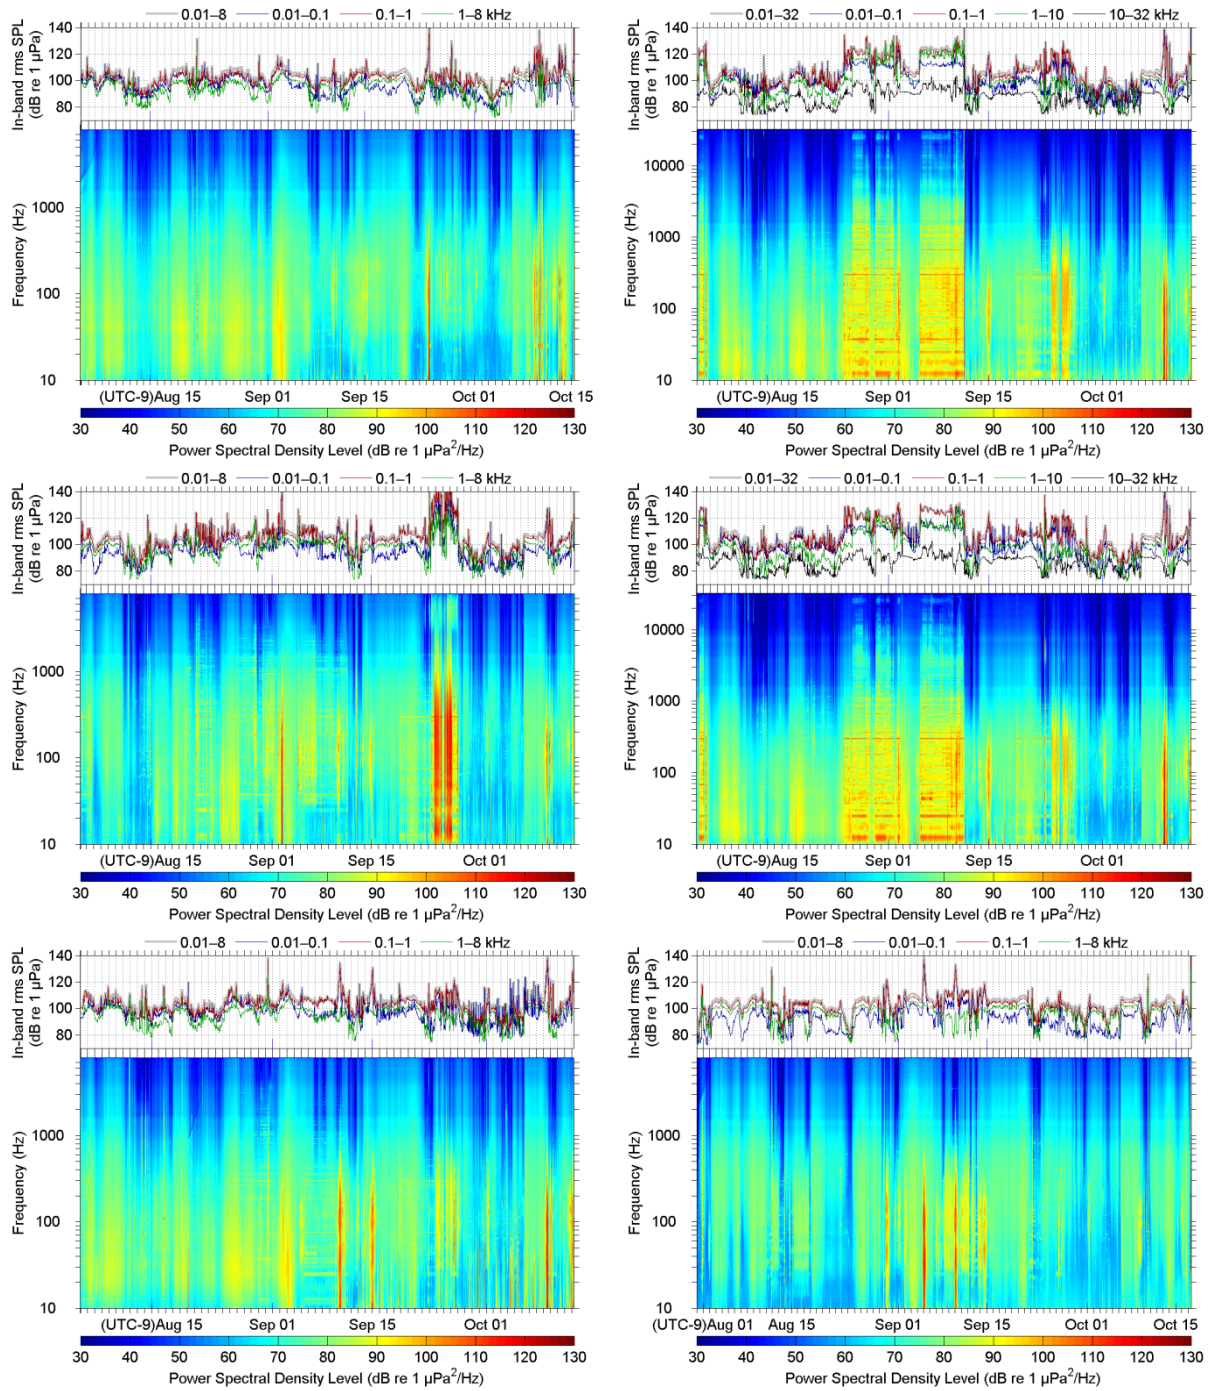 0.01–8 0.01–0.1 0.1–1 1–8 kHz
In-band rms SPL
(dB re 1 µPa)
140
120
100
80
Frequency (Hz)
1000
100
10
(UTC-9)Aug 15 Sep 01 Sep 15 Oct 01 Oct 15
30 40 50 60 70 80 90 100 110 120 130
Power Spectral Density Level (dB re 1 µPa²/Hz)
0.01–32 0.01–0.1 0.1–1 1–10 10–32 kHz
In-band rms SPL
(dB re 1 µPa)
140
120
100
80
Frequency (Hz)
10000
1000
100
10
(UTC-9)Aug 15 Sep 01 Sep 15 Oct 01
30 40 50 60 70 80 90 100 110 120 130
Power Spectral Density Level (dB re 1 µPa²/Hz)
0.01–8 0.01–0.1 0.1–1 1–8 kHz
In-band rms SPL
(dB re 1 µPa)
140
120
100
80
Frequency (Hz)
1000
100
10
(UTC-9)Aug 15 Sep 01 Sep 15 Oct 01
30 40 50 60 70 80 90 100 110 120 130
Power Spectral Density Level (dB re 1 µPa²/Hz)
0.01–32 0.01–0.1 0.1–1 1–10 10–32 kHz
In-band rms SPL
(dB re 1 µPa)
140
120
100
80
Frequency (Hz)
10000
1000
100
10
(UTC-9)Aug 15 Sep 01 Sep 15 Oct 01
30 40 50 60 70 80 90 100 110 120 130
Power Spectral Density Level (dB re 1 µPa²/Hz)
0.01–8 0.01–0.1 0.1–1 1–8 kHz
In-band rms SPL
(dB re 1 µPa)
140
120
100
80
Frequency (Hz)
1000
100
10
(UTC-9)Aug 15 Sep 01 Sep 15 Oct 01
30 40 50 60 70 80 90 100 110 120 130
Power Spectral Density Level (dB re 1 µPa²/Hz)
0.01–8 0.01–0.1 0.1–1 1–8 kHz
In-band rms SPL
(dB re 1 µPa)
140
120
100
80
Frequency (Hz)
1000
100
10
(UTC-9)Aug 01 Aug 15 Sep 01 Sep 15 Oct 01 Oct 15
30 40 50 60 70 80 90 100 110 120 130
Power Spectral Density Level (dB re 1 µPa²/Hz)